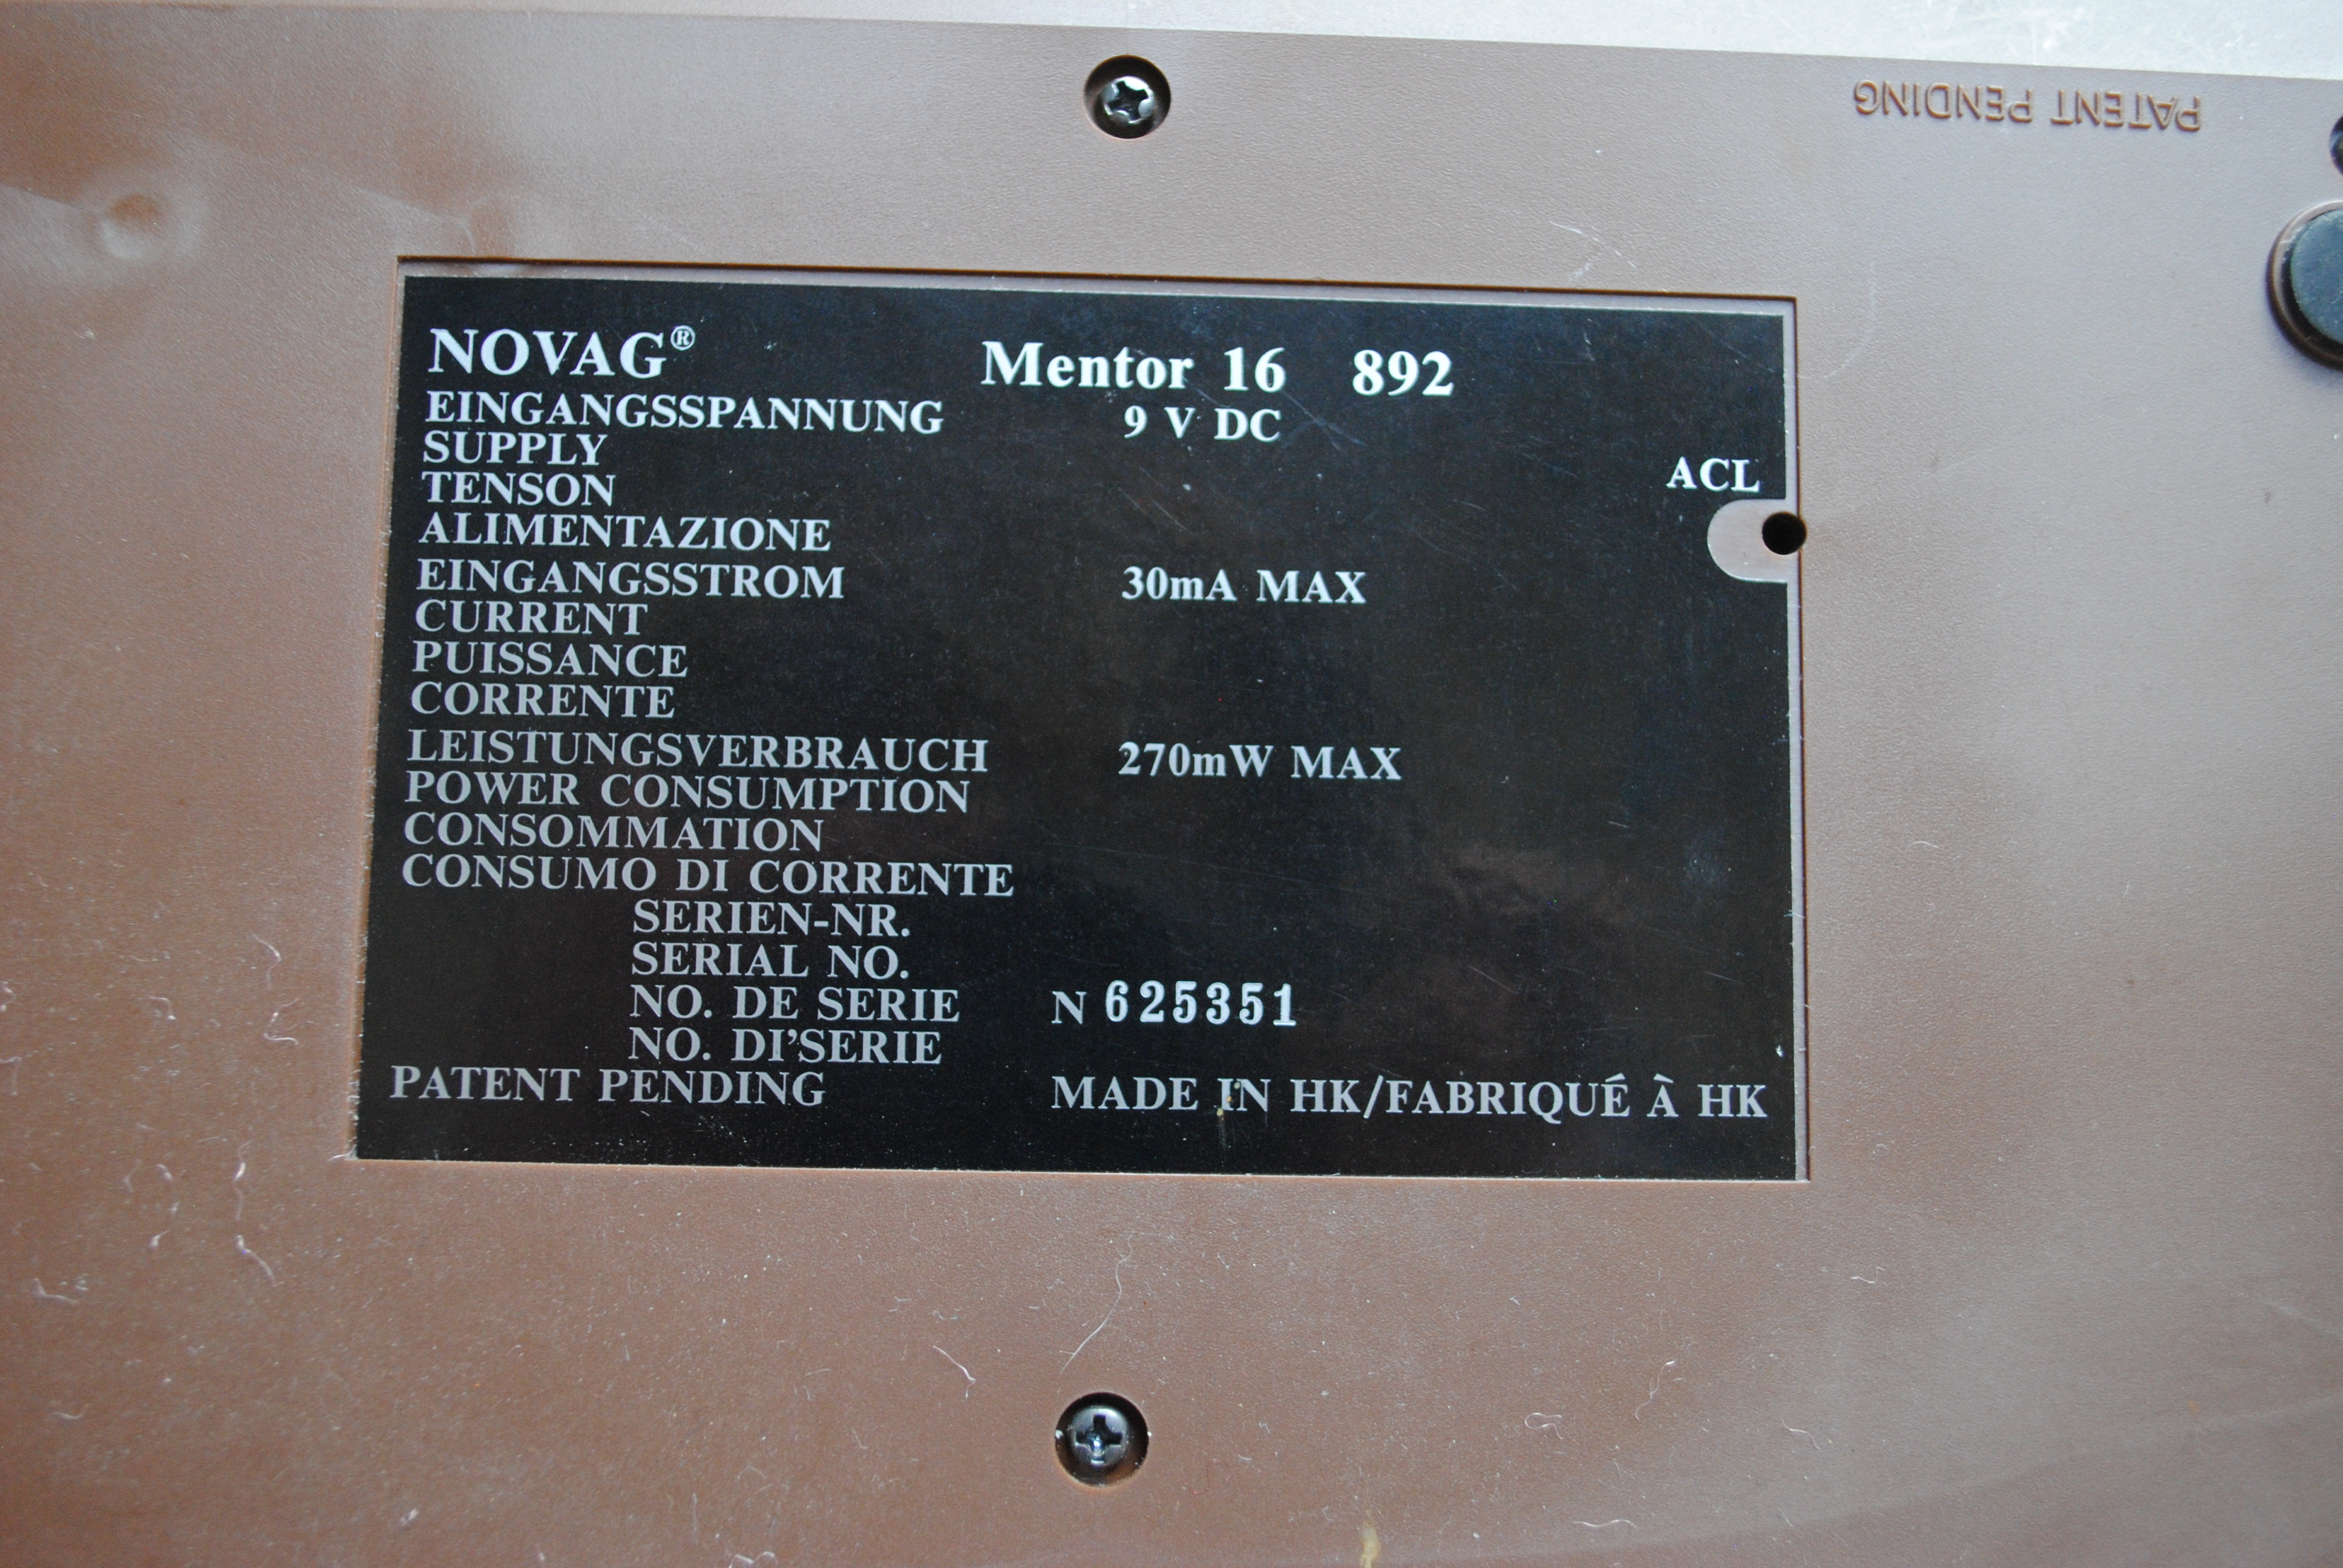 PATENT PENDING
NOVAG® Mentor 16 892
EINGANGSSPANNUNG 9 V DC
SUPPLY
ACL
TENSON
ALIMENTAZIONE
EINGANGSSTROM 30mA MAX
CURRENT
PUISSANCE
CORRENTE
LEISTUNGSVERBRAUCH 270mW MAX
POWER CONSUMPTION
CONSOMMATION
CONSUMO DI CORRENTE
SERIEN-NR.
SERIAL NO.
NO. DE SERIE N 625351
NO. DI'SERIE
PATENT PENDING MADE IN HK/FABRIQUÉ À HK